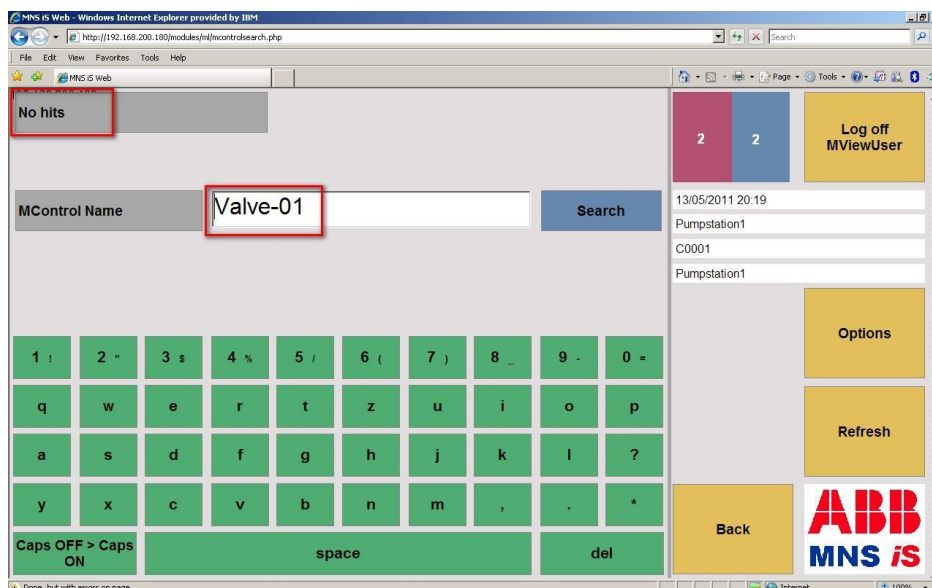 MNS iS Web - Windows Internet Explorer provided by IBM
http://192.168.200.180/modules/ml/mcontrolsearch.php
Search
File Edit View Favorites Tools Help
MNS iS Web
Page Tools
No hits
2 2
Log off MViewUser
MControl Name
Valve-01
Search
13/05/2011 20:19
Pumpstation1
C0001
Pumpstation1
Options
1 ! 2 " 3 $ 4 % 5 / 6 ( 7 ) 8 _ 9 - 0 =
q w e r t z u i o p
Refresh
a s d f g h j k l ?
y x c v b n m , . *
Back
ABB
MNS iS
Caps OFF > Caps ON
space
del
Done, but with errors on page.
Internet
100%